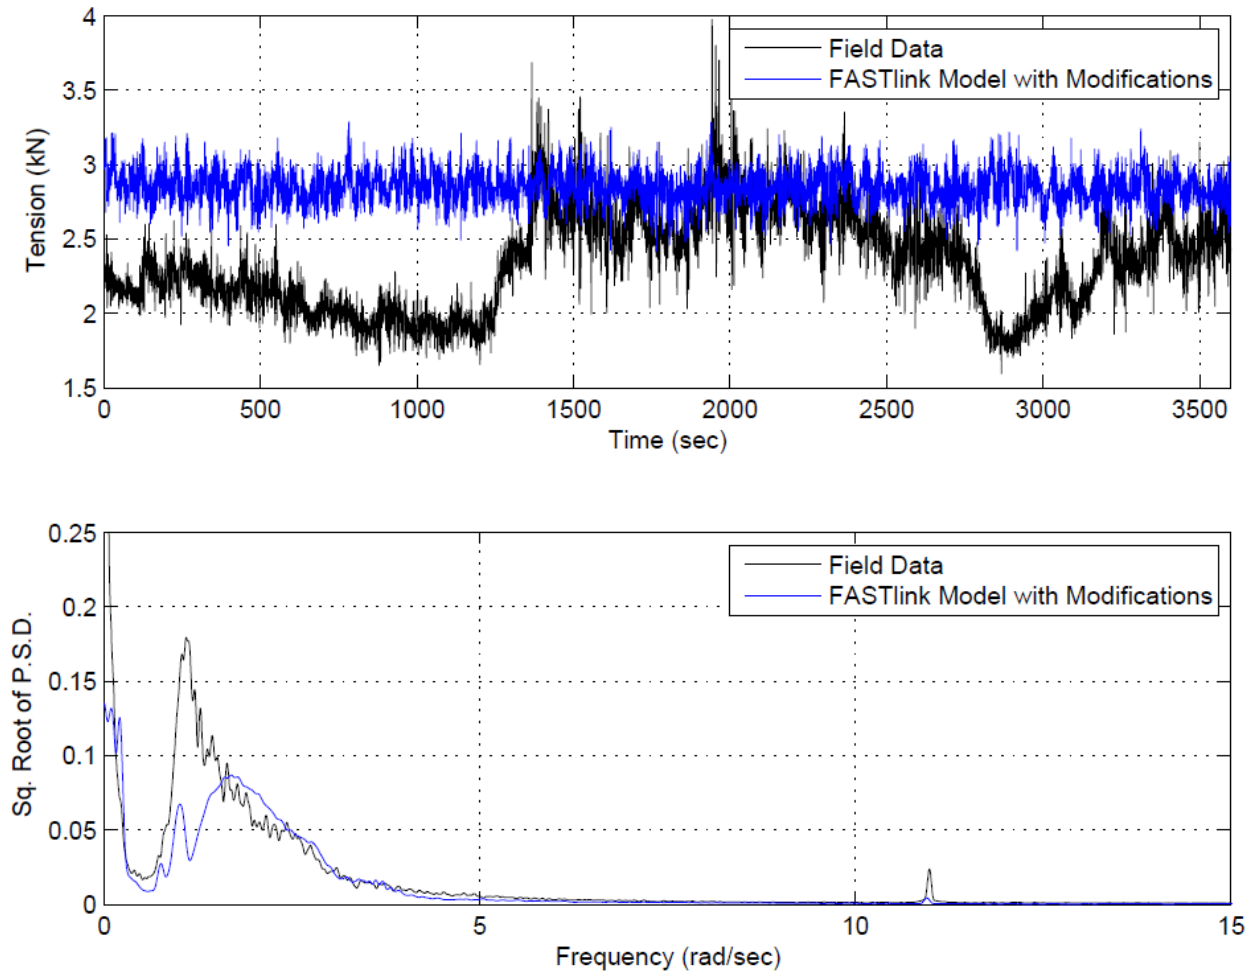 4
3.5
3
2.5
2
1.5
Tension (kN)
Field Data
FASTlink Model with Modifications
0 500 1000 1500 2000 2500 3000 3500
Time (sec)
0.25
0.2
0.15
0.1
0.05
0
Sq. Root of P.S.D.
Field Data
FASTlink Model with Modifications
0 5 10 15
Frequency (rad/sec)